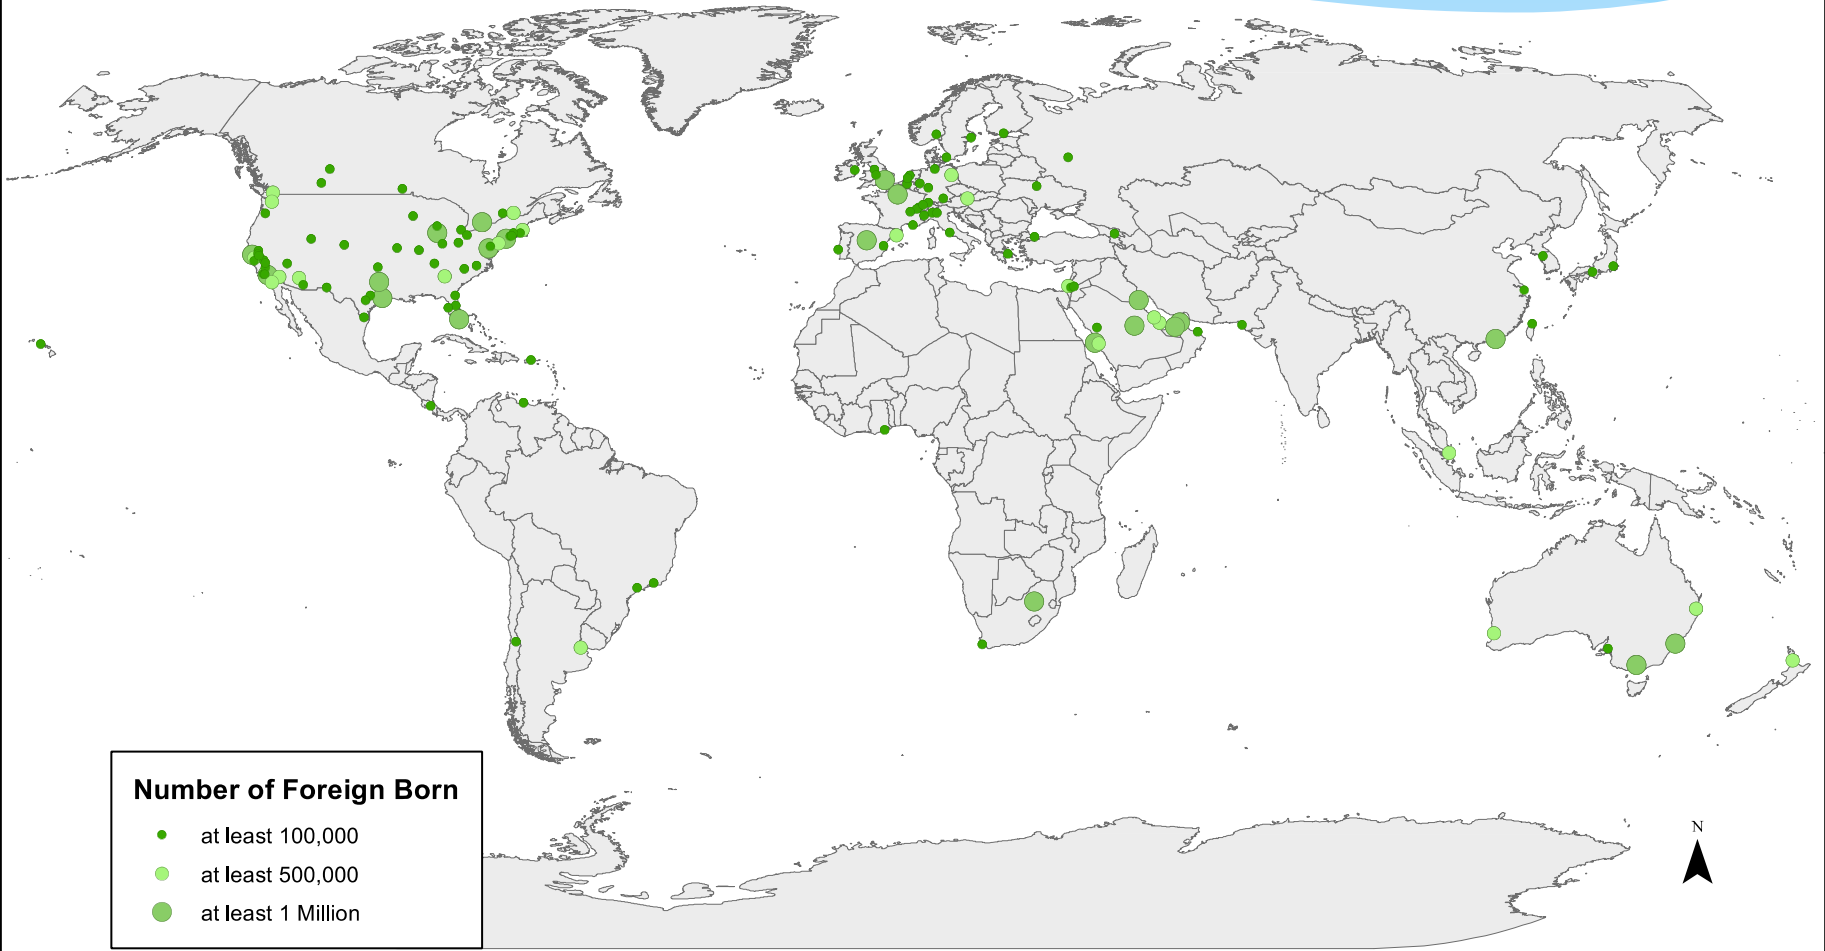 Number of Foreign Born
at least 100,000
at least 500,000
at least 1 Million
N